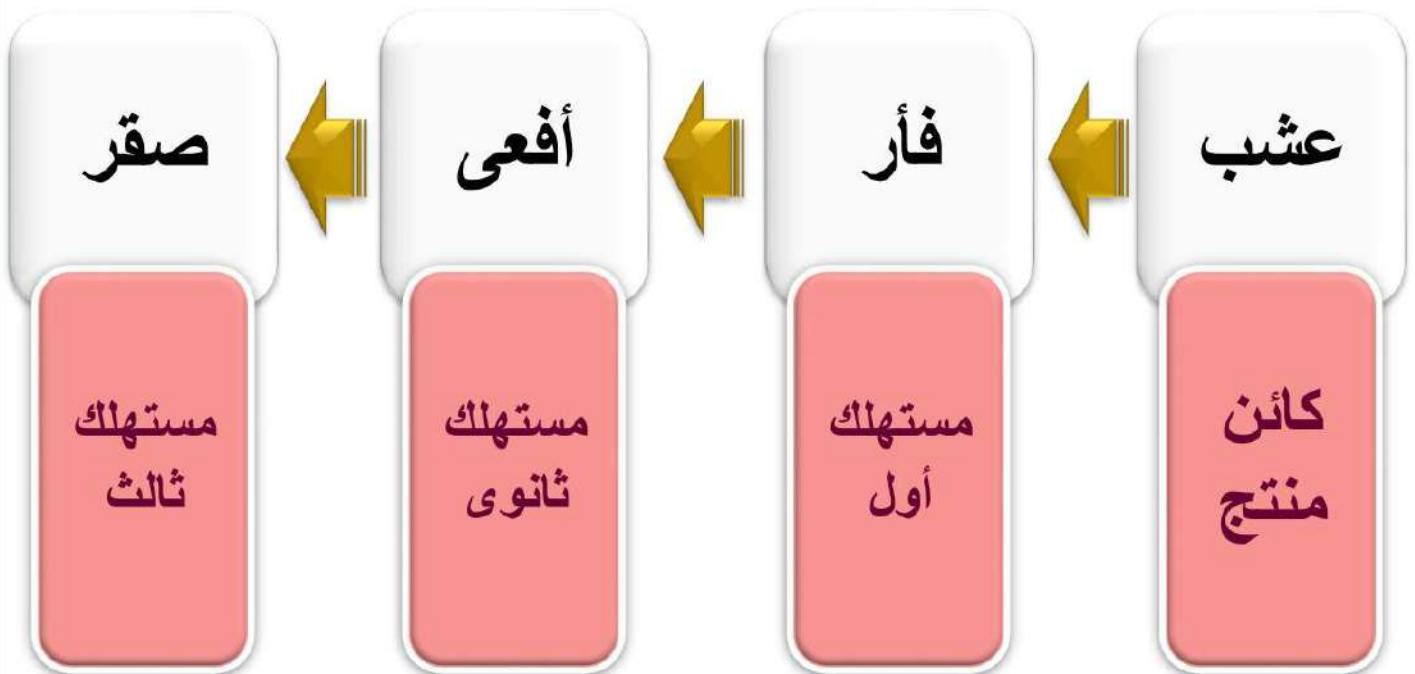 عشب
فأر
أفعى
صقر
كائن
منتج
مستهلك
أول
مستهلك
ثانوى
مستهلك
ثالث